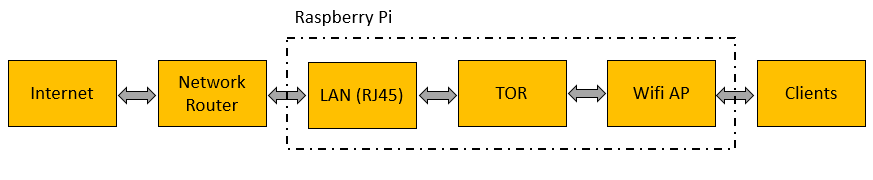 Raspberry Pi
Internet
Network
Router
LAN (RJ45)
TOR
Wifi AP
Clients